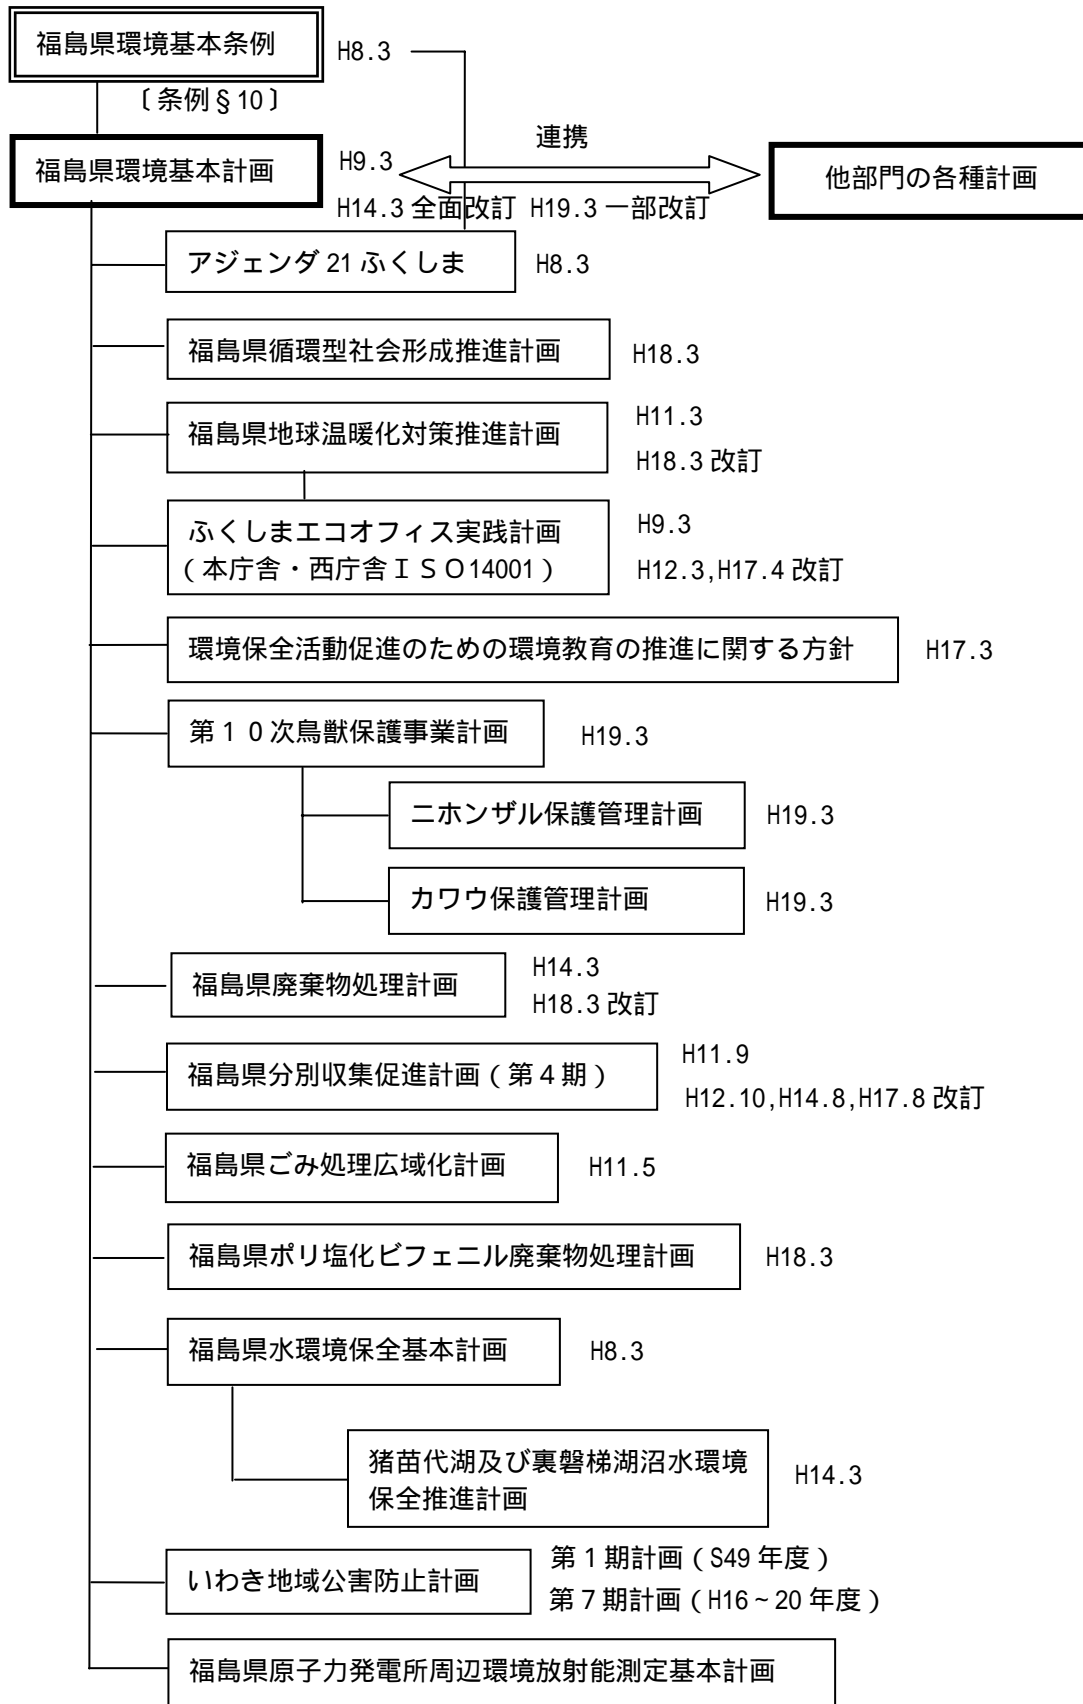 福島県環境基本条例 H8.3
〔条例§10〕
連携
福島県環境基本計画 H9.3 他部門の各種計画
H14.3 全面改訂 H19.3 一部改訂
アジェンダ 21 ふくしま H8.3
福島県循環型社会形成推進計画 H18.3
福島県地球温暖化対策推進計画 H11.3
H18.3 改訂
ふくしまエコオフィス実践計画 H9.3
(本庁舎・西庁舎ISO14001) H12.3,H17.4 改訂
環境保全活動促進のための環境教育の推進に関する方針 H17.3
第10次鳥獣保護事業計画 H19.3
ニホンザル保護管理計画 H19.3
カワウ保護管理計画 H19.3
福島県廃棄物処理計画 H14.3
H18.3 改訂
福島県分別収集促進計画(第4期) H11.9
H12.10,H14.8,H17.8 改訂
福島県ごみ処理広域化計画 H11.5
福島県ポリ塩化ビフェニル廃棄物処理計画 H18.3
福島県水環境保全基本計画 H8.3
猪苗代湖及び裏磐梯湖沼水環境
保全推進計画 H14.3
いわき地域公害防止計画 第1期計画(S49 年度)
第7期計画(H16~20 年度)
福島県原子力発電所周辺環境放射能測定基本計画